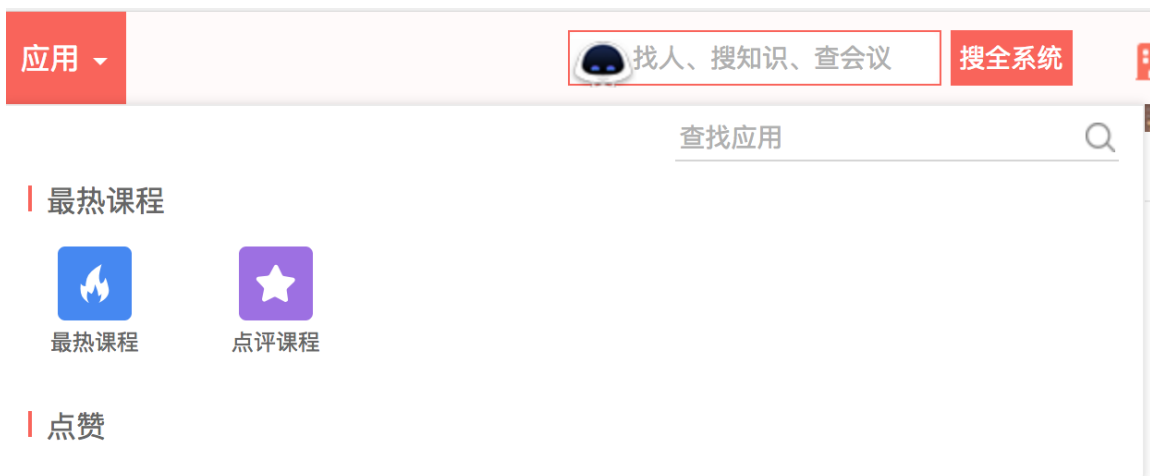 应用
找人、搜知识、查会议
搜全系统
查找应用
最热课程
最热课程
点评课程
点赞